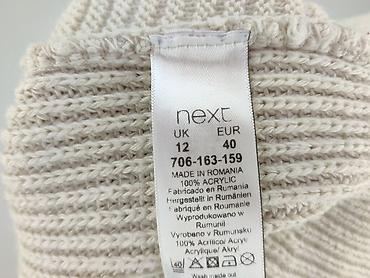 next
UK EUR
12 40
706-163-159
MADE IN ROMANIA
100% ACRYLIC
Fabricado en Rumania
Hergestellt in Rumänien
Fabriqué en Roumanie
Wyprodukowano w
Rumunii
Vyrobeno v Rumunsku
100% Acrílico/ Acryl
Acrylique/ Akryl
40
Wash inside out